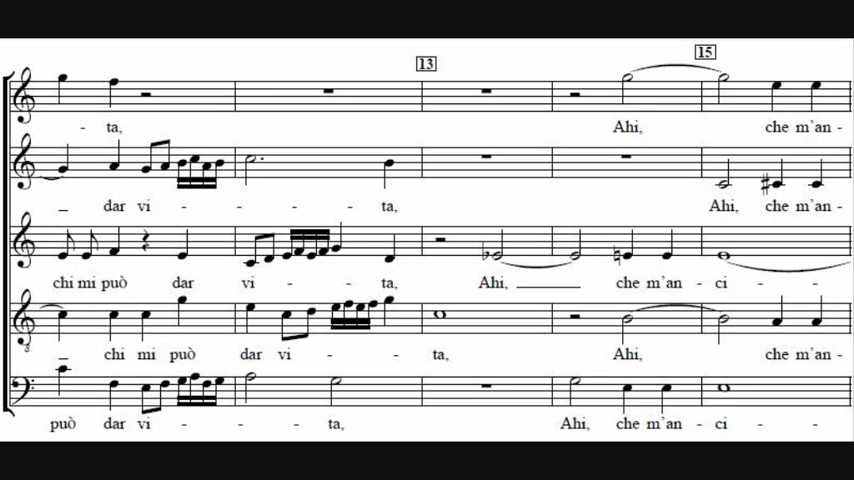 13
15
- ta, Ahi, che m'an-
dar vi - - - ta, Ahi, che m'an-
chi mi può dar vi - - ta, Ahi, che m'an- ci - -
8
chi mi può dar vi - - ta, Ahi, che m'an-
può dar vi - - - ta, Ahi, che m'an - ci - -